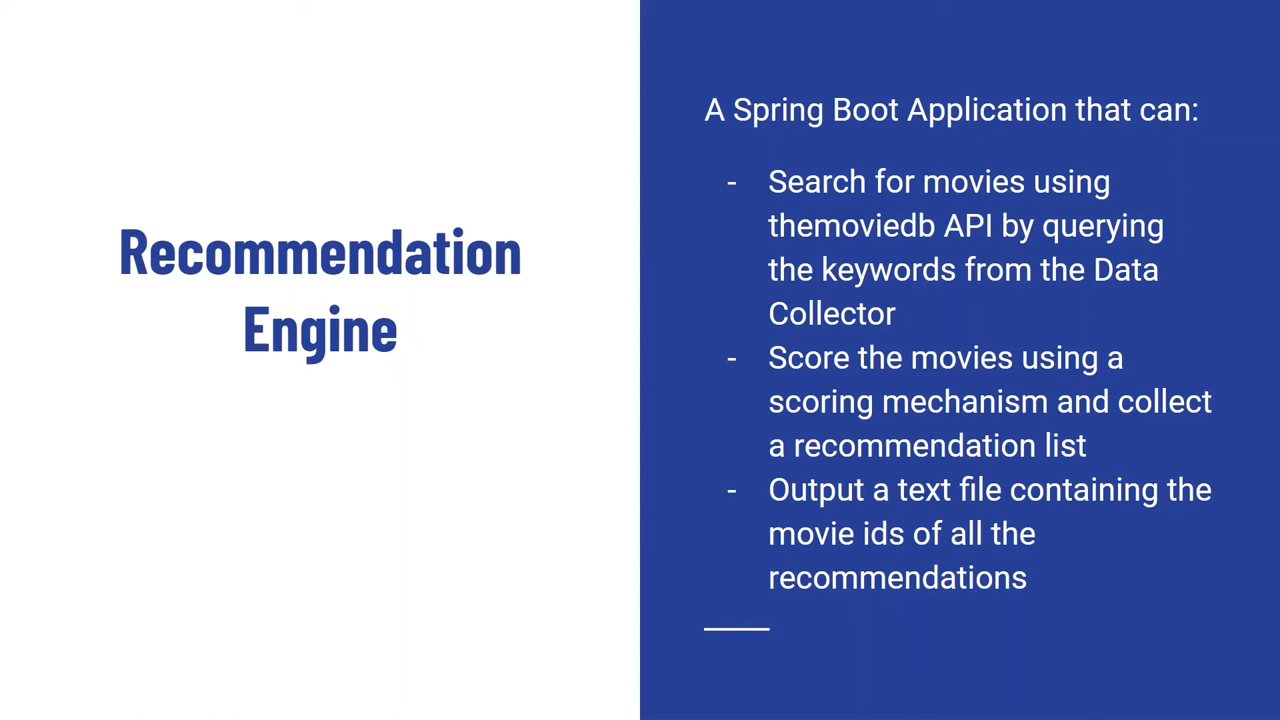 Recommendation
Engine
A Spring Boot Application that can:
- Search for movies using
themoviedb API by querying
the keywords from the Data
Collector
- Score the movies using a
scoring mechanism and collect
a recommendation list
- Output a text file containing the
movie ids of all the
recommendations